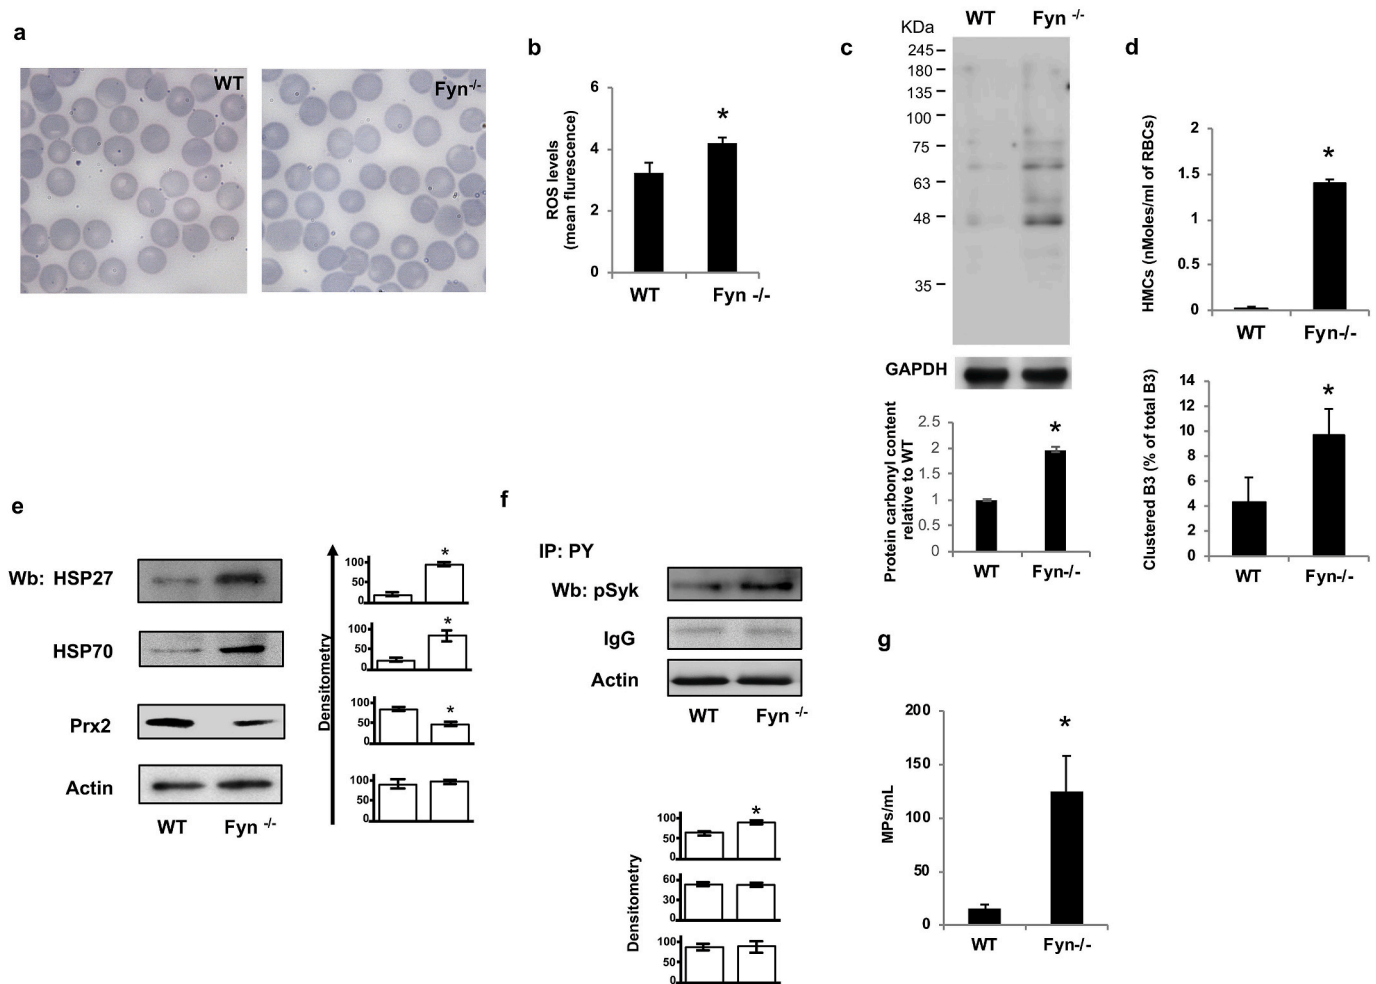 a
WT
Fyn-/-
b
ROS levels
(mean flurescence)
6
4
2
0
*
WT
Fyn -/-
c
KDa
WT
Fyn -/-
245
180
135
100
75
63
48
35
GAPDH
Protein carbonyl content
relative to WT
2.5
2
1.5
1
0.5
0
*
WT
Fyn-/-
d
HMCs (nMoles/ml of RBCs)
2
1.5
1
0.5
0
*
WT
Fyn-/-
Clustered B3 (% of total B3)
14
12
10
8
6
4
2
0
*
WT
Fyn-/-
e
Wb: HSP27
HSP70
Prx2
Actin
WT
Fyn -/-
Densitometry
100
50
0
*
100
50
0
*
100
50
0
*
100
50
0
f
IP: PY
Wb: pSyk
IgG
Actin
WT
Fyn -/-
Densitometry
100
50
0
*
60
30
0
100
50
0
g
MPs/mL
200
150
100
50
0
*
WT
Fyn-/-